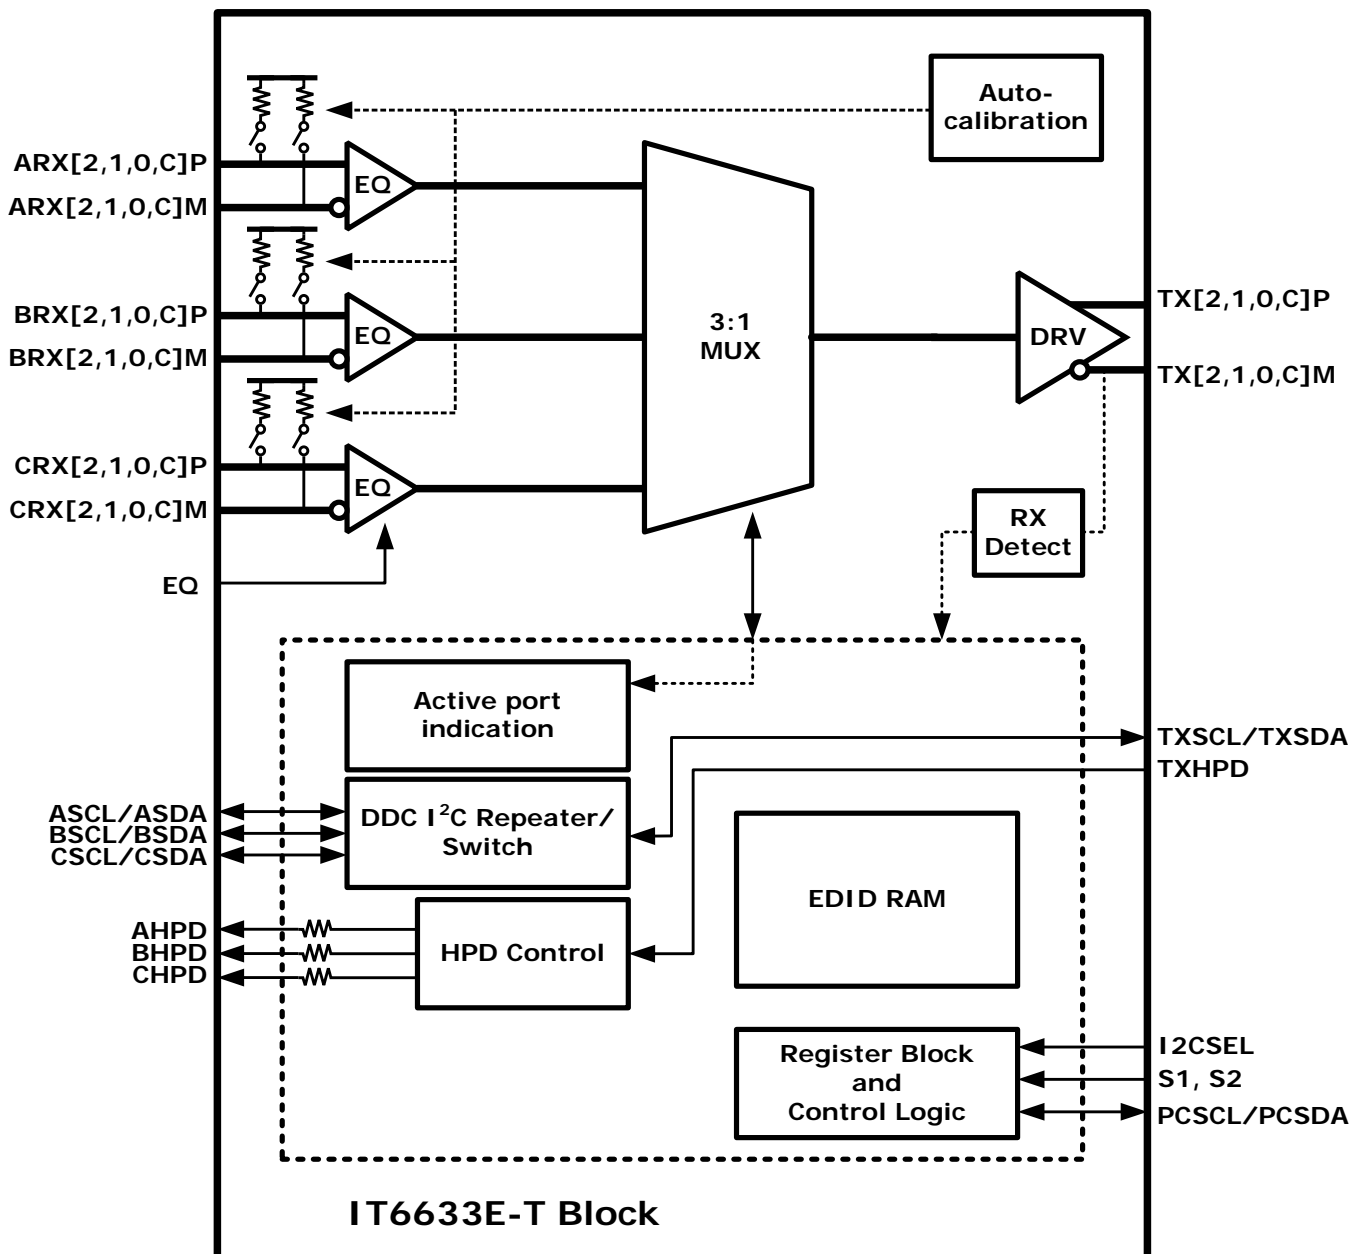 Auto-
calibration
ARX[2,1,0,C]P
EQ
ARX[2,1,0,C]M
BRX[2,1,0,C]P
EQ
BRX[2,1,0,C]M
3:1
MUX
DRV
TX[2,1,0,C]P
TX[2,1,0,C]M
CRX[2,1,0,C]P
EQ
CRX[2,1,0,C]M
RX
Detect
EQ
Active port
indication
TXSCL/TXSDA
TXHPD
ASCL/ASDA
BSCL/BSDA
CSCL/CSDA
DDC I²C Repeater/
Switch
EDID RAM
AHPD
BHPD
CHPD
HPD Control
Register Block
and
Control Logic
I2CSEL
S1, S2
PCSCL/PCSDA
IT6633E-T Block